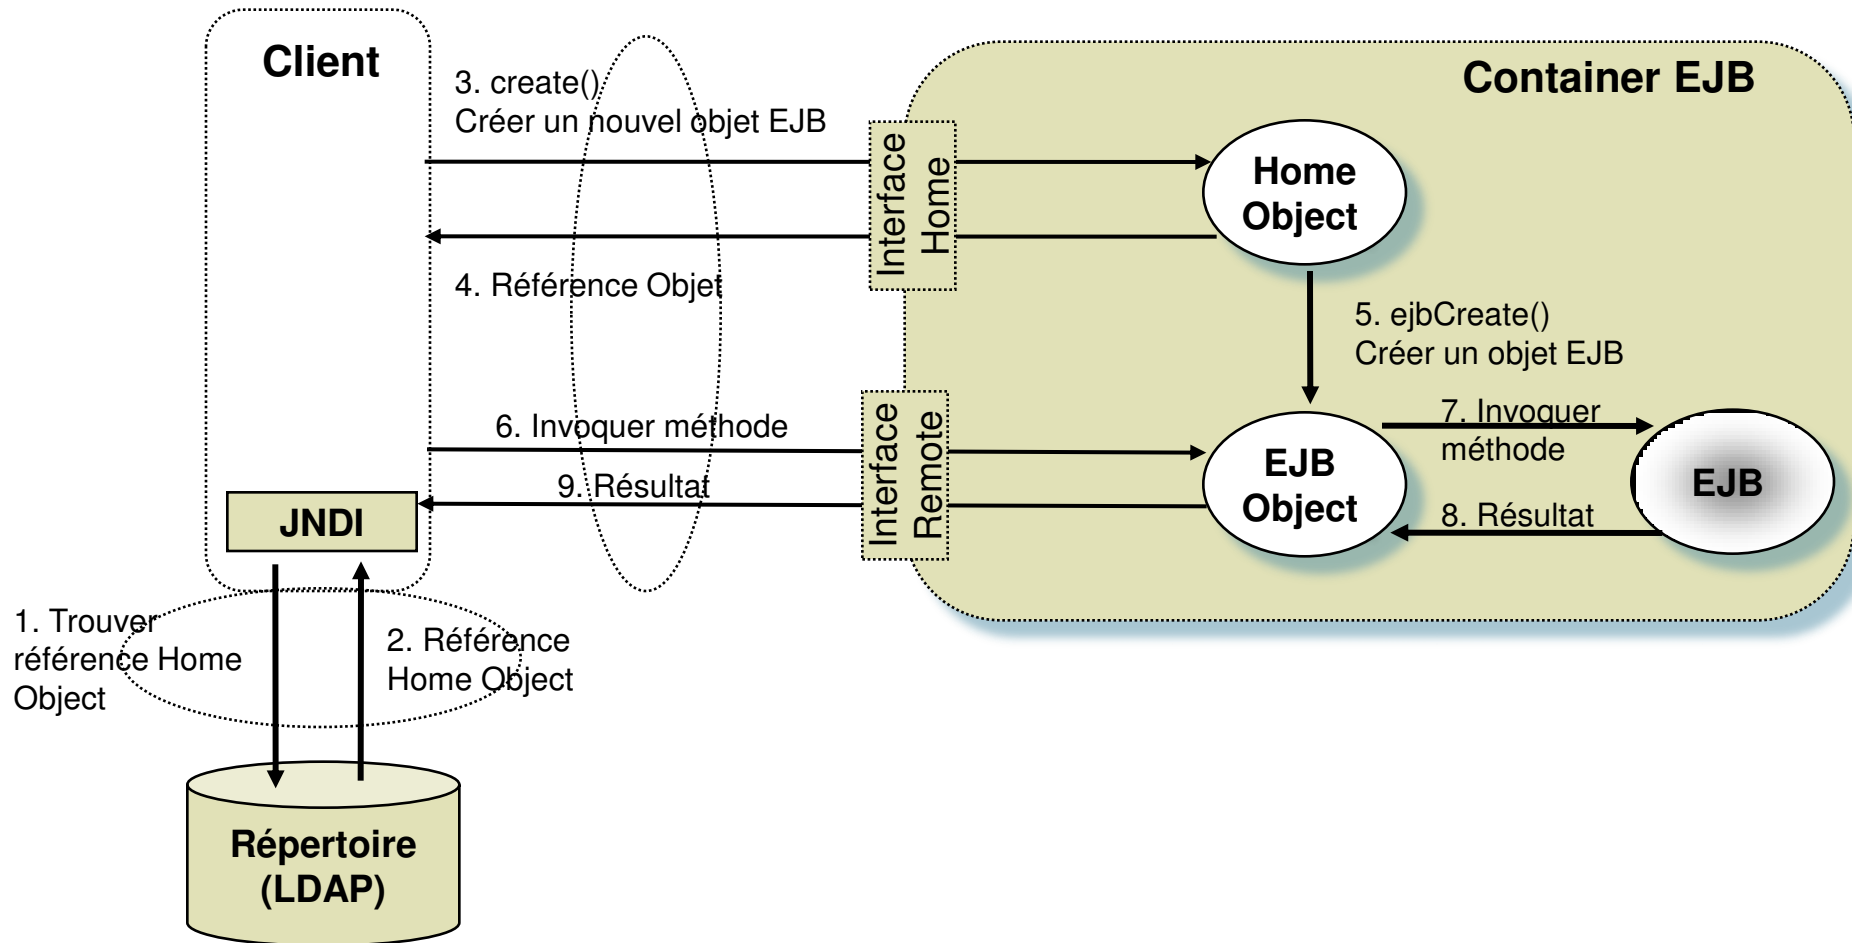 Client
Container EJB
3. create()
Créer un nouvel objet EJB
Interface
Home
Home
Object
4. Référence Objet
5. ejbCreate()
Créer un objet EJB
6. Invoquer méthode
Interface
Remote
7. Invoquer
méthode
EJB
Object
EJB
9. Résultat
8. Résultat
JNDI
1. Trouver
référence Home
Object
2. Référence
Home Object
Répertoire
(LDAP)